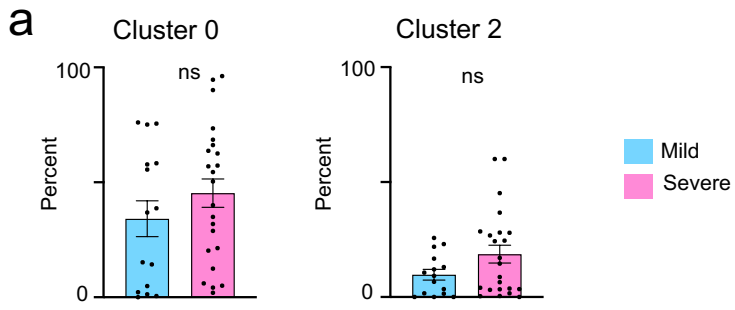 a
Cluster 0
Cluster 2
100
ns
100
ns
Percent
Percent
Mild
Severe
0
0